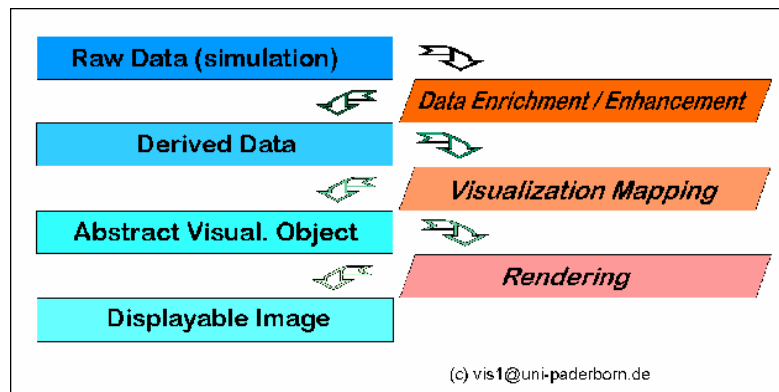 Raw Data (simulation)
Data Enrichment / Enhancement
Derived Data
Visualization Mapping
Abstract Visual. Object
Rendering
Displayable Image
(c) vis1@uni-paderborn.de